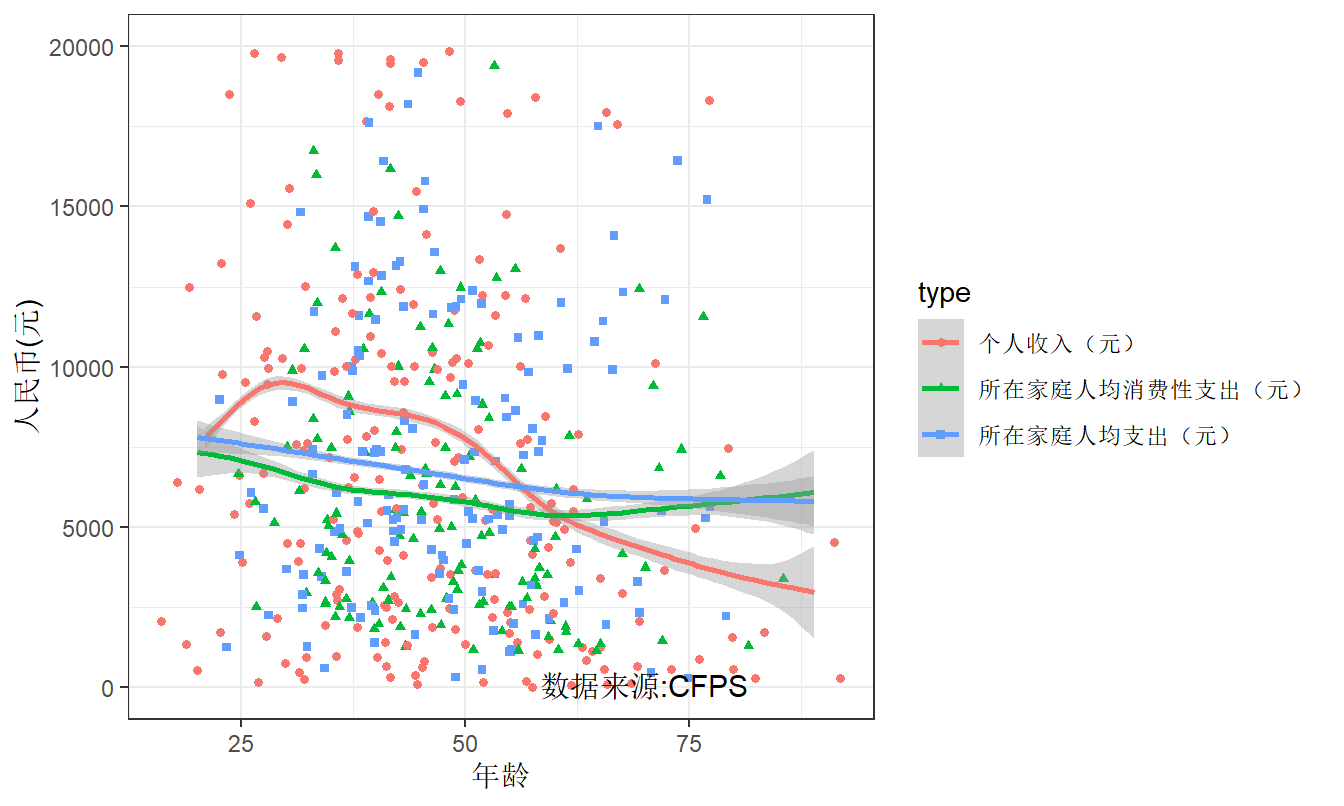 人民币(元)
20000
15000
10000
5000
0
数据来源:CFPS
25 50 75
年龄
type
个人收入（元）
所在家庭人均消费性支出（元）
所在家庭人均支出（元）